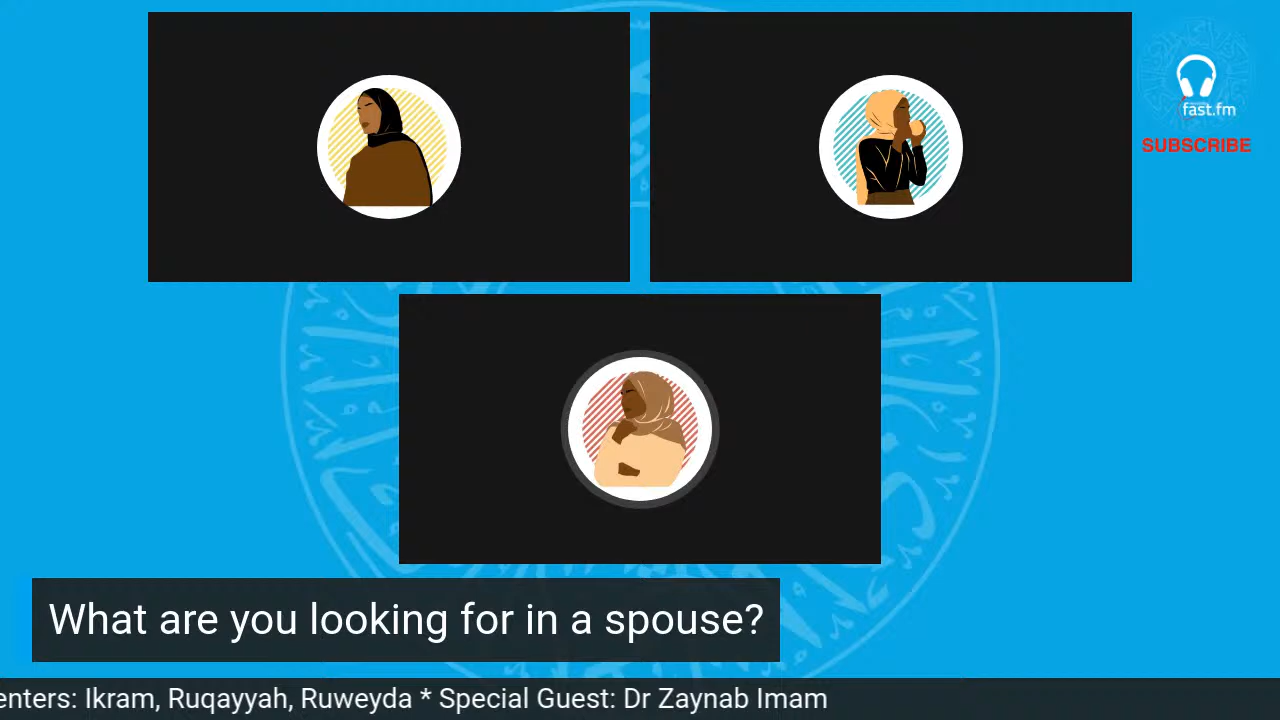 fast.fm
SUBSCRIBE
What are you looking for in a spouse?
enters: Ikram, Ruqayyah, Ruweyda * Special Guest: Dr Zaynab Imam